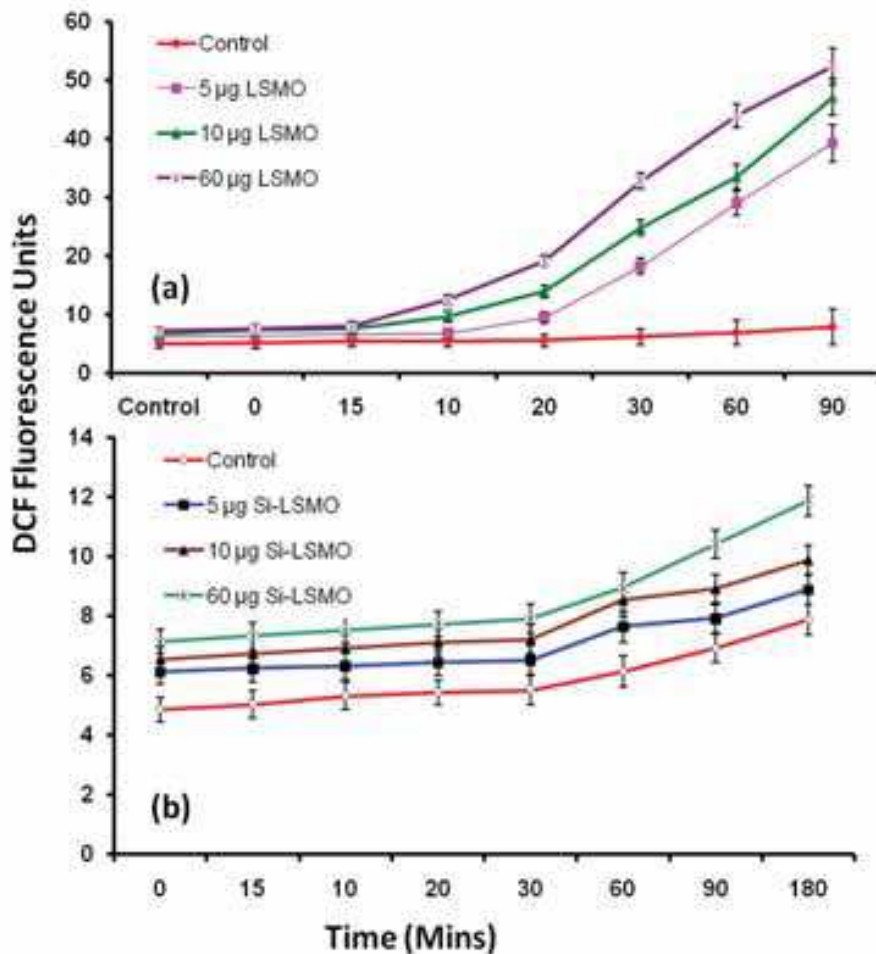 60
50
40
30
20
10
0
Control
5 µg LSMO
10 µg LSMO
60 µg LSMO
(a)
Control 0 15 10 20 30 60 90
DCF Fluorescence Units
14
12
10
8
6
4
2
0
Control
5 µg Si-LSMO
10 µg Si-LSMO
60 µg Si-LSMO
(b)
0 15 10 20 30 60 90 180
Time (Mins)